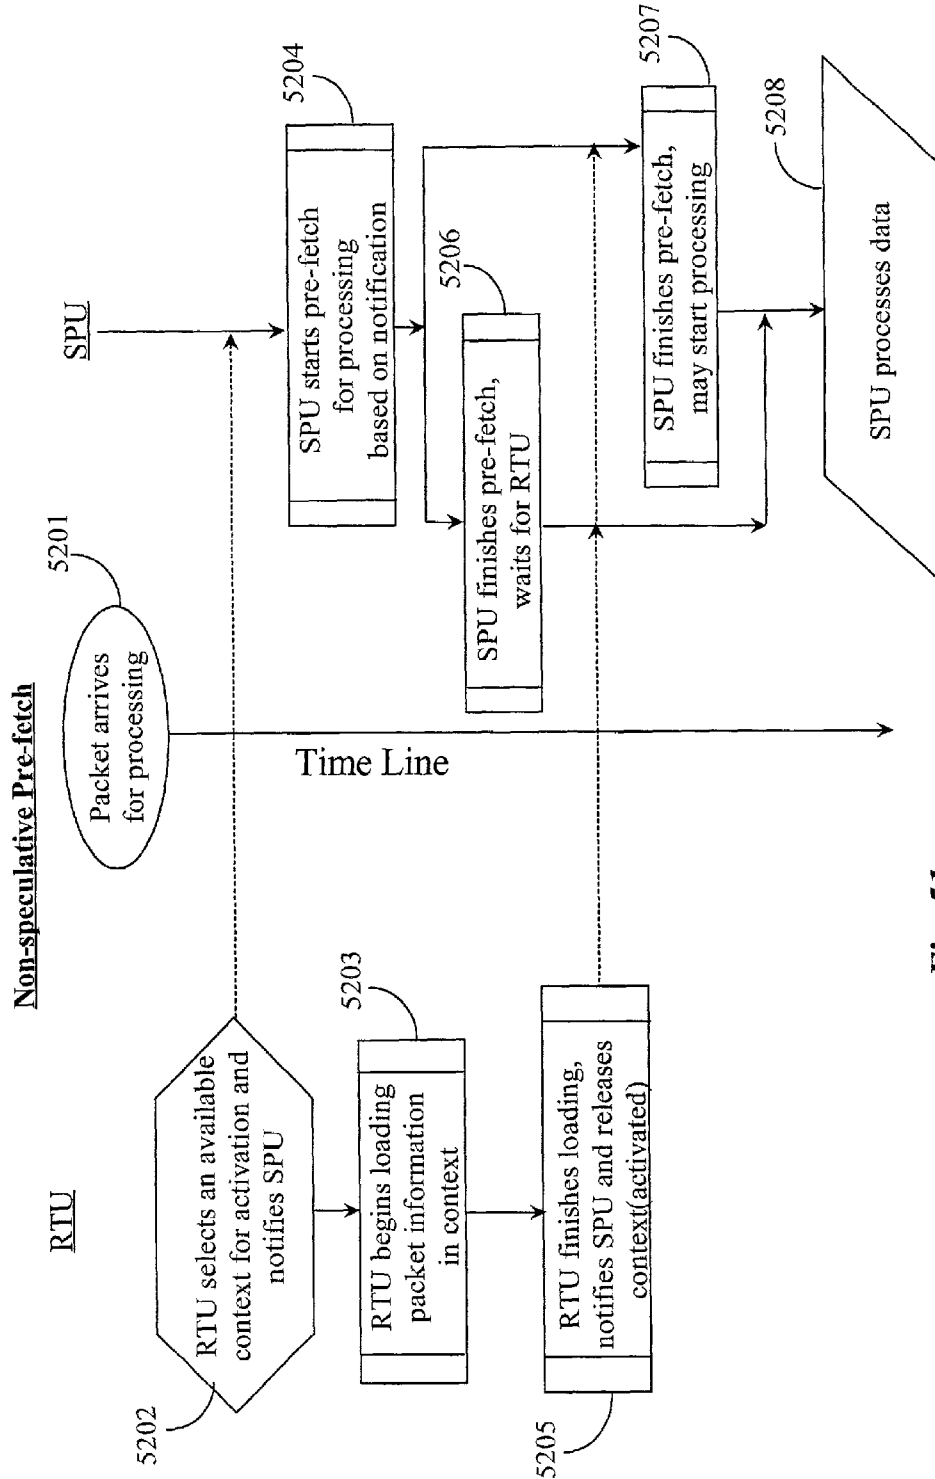 Non-speculative Pre-fetch
RTU
SPU
5201
Packet arrives
for processing
5202
RTU selects an available
context for activation and
notifies SPU
5203
RTU begins loading
packet information
in context
5204
SPU starts pre-fetch
for processing
based on notification
Time Line
5206
SPU finishes pre-fetch,
waits for RTU
5205
RTU finishes loading,
notifies SPU and releases
context(activated)
5207
SPU finishes pre-fetch,
may start processing
5208
SPU processes data